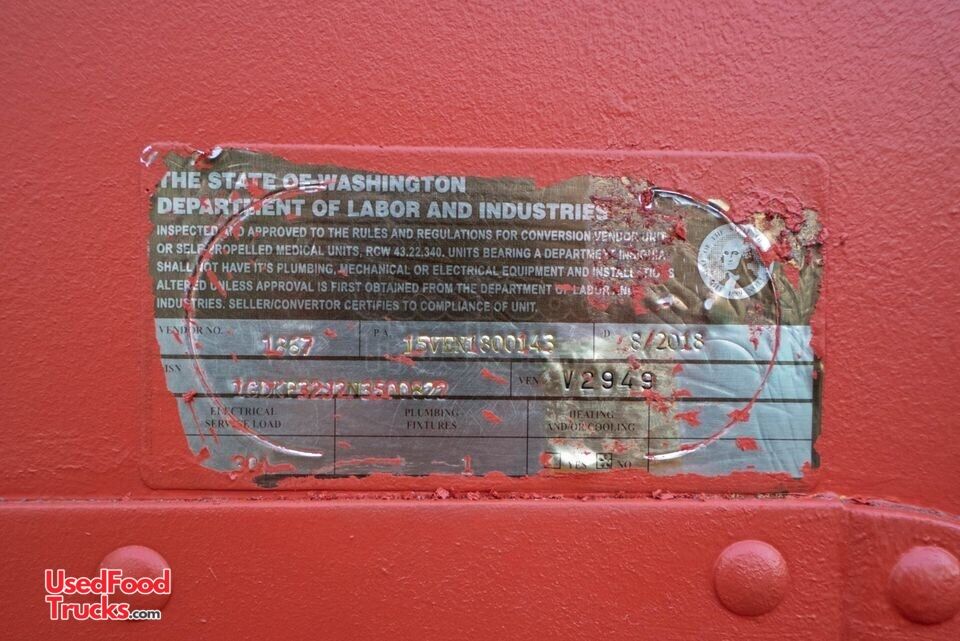 THE STATE OF WASHINGTON
DEPARTMENT OF LABOR AND INDUSTRIES
INSPECTED AND APPROVED TO THE RULES AND REGULATIONS FOR CONVERSION VENDOR UNIT
OR SELF-PROPELLED MEDICAL UNITS, RCW 43.22.340. UNITS BEARING A DEPARTMENT INSIGNIA
SHALL NOT HAVE IT'S PLUMBING, MECHANICAL OR ELECTRICAL EQUIPMENT AND INSTALLATIONS
ALTERED UNLESS APPROVAL IS FIRST OBTAINED FROM THE DEPARTMENT OF LABOR AND
INDUSTRIES. SELLER/CONVERTOR CERTIFIES TO COMPLIANCE OF UNIT.
VENDOR NO. 1367 P A 15VEN1800143 D 8/2018
ISN VEN V2949
ELECTRICAL SERVICE LOAD PLUMBING FIXTURES HEATING AND/OR COOLING
30 1 YES NO
UsedFood
Trucks.com